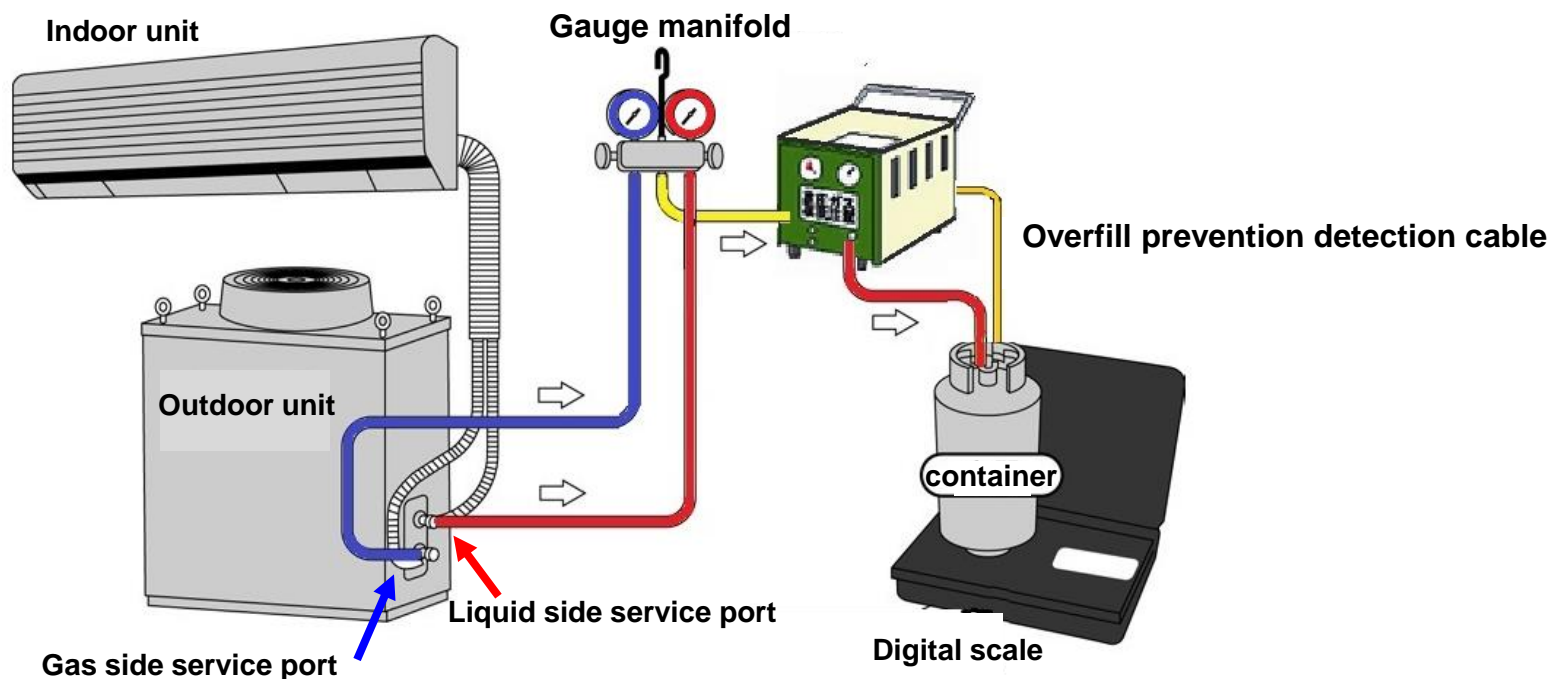 Indoor unit
Gauge manifold
Overfill prevention detection cable
Outdoor unit
container
Liquid side service port
Digital scale
Gas side service port